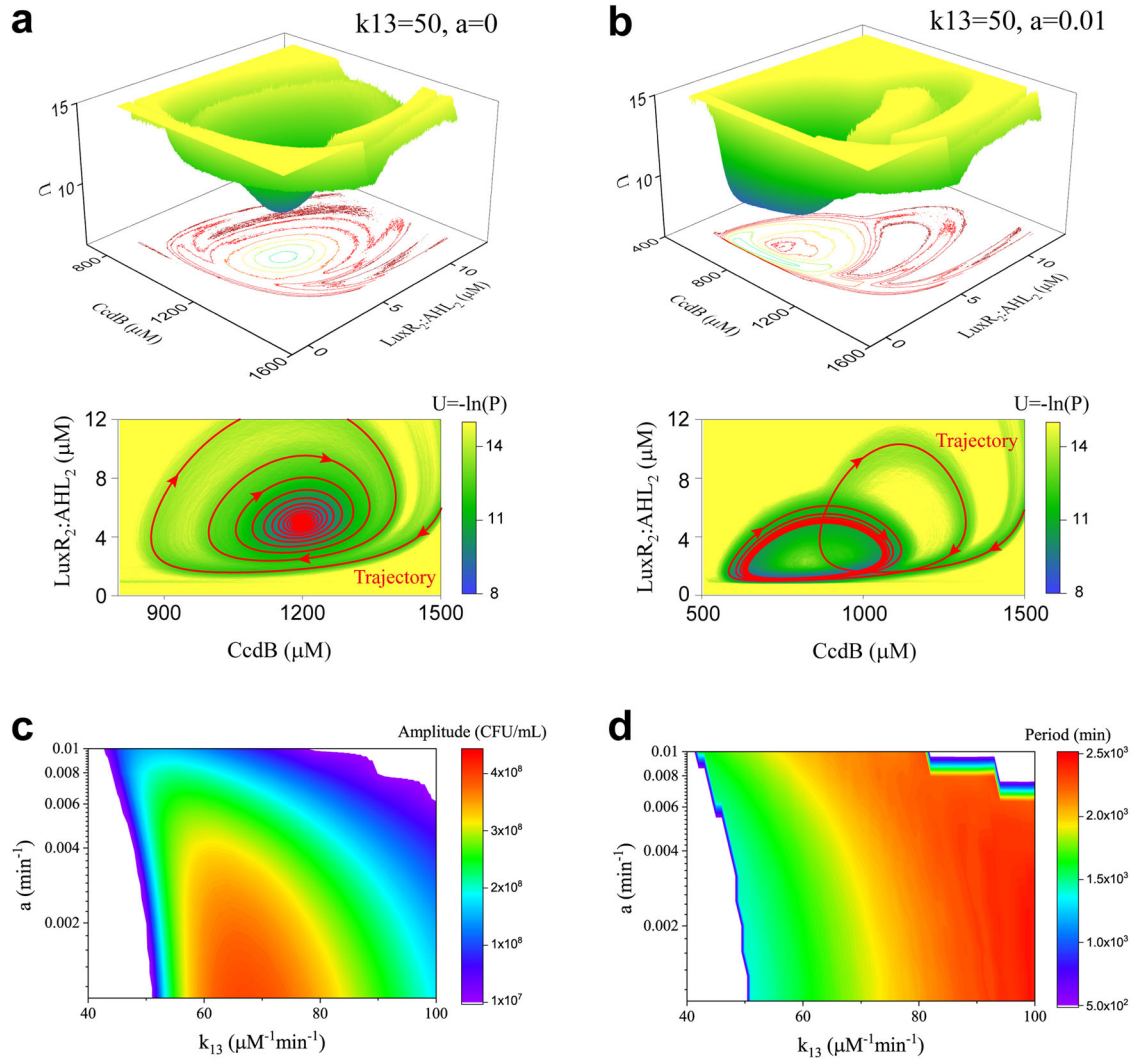 a
k13=50, a=0
15
10
U
800
1200
1600
CcdB (μM)
0
5
10
LuxR₂:AHL₂ (μM)
b
k13=50, a=0.01
15
10
U
400
800
1200
1600
CcdB (μM)
0
5
10
LuxR₂:AHL₂ (μM)
U=-ln(P)
12
8
4
0
LuxR₂:AHL₂ (μM)
Trajectory
14
11
8
900
1200
1500
CcdB (μM)
U=-ln(P)
12
8
4
0
LuxR₂:AHL₂ (μM)
Trajectory
14
11
8
500
1000
1500
CcdB (μM)
c
Amplitude (CFU/mL)
0.01
0.008
0.006
0.004
0.002
a (min⁻¹)
4x10⁸
3x10⁸
2x10⁸
1x10⁸
1x10⁷
40
60
80
100
k₁₃ (μM⁻¹min⁻¹)
d
Period (min)
0.01
0.008
0.006
0.004
0.002
a (min⁻¹)
2.5x10³
2.0x10³
1.5x10³
1.0x10³
5.0x10²
40
60
80
100
k₁₃ (μM⁻¹min⁻¹)